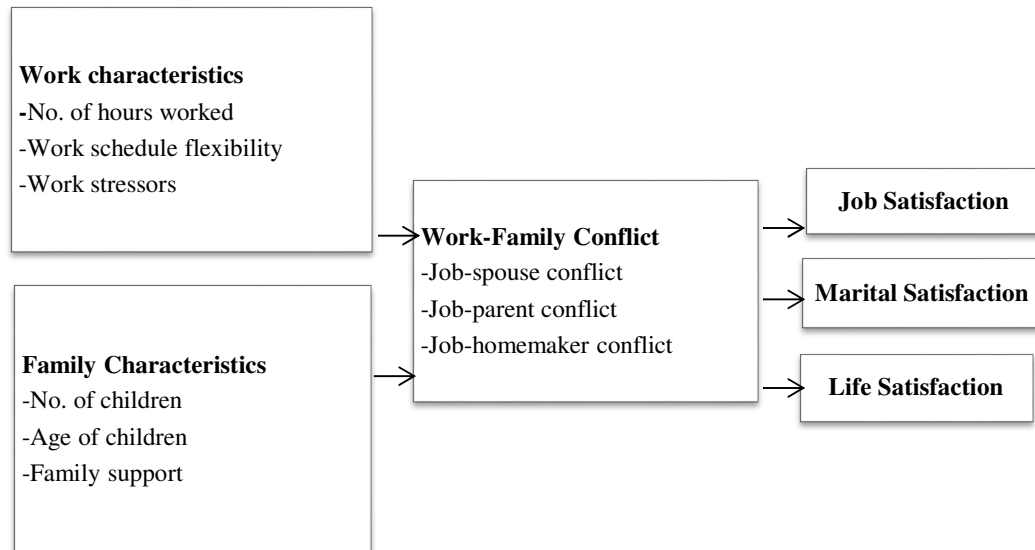 Work characteristics
-No. of hours worked
-Work schedule flexibility
-Work stressors
Family Characteristics
-No. of children
-Age of children
-Family support
Work-Family Conflict
-Job-spouse conflict
-Job-parent conflict
-Job-homemaker conflict
Job Satisfaction
Marital Satisfaction
Life Satisfaction